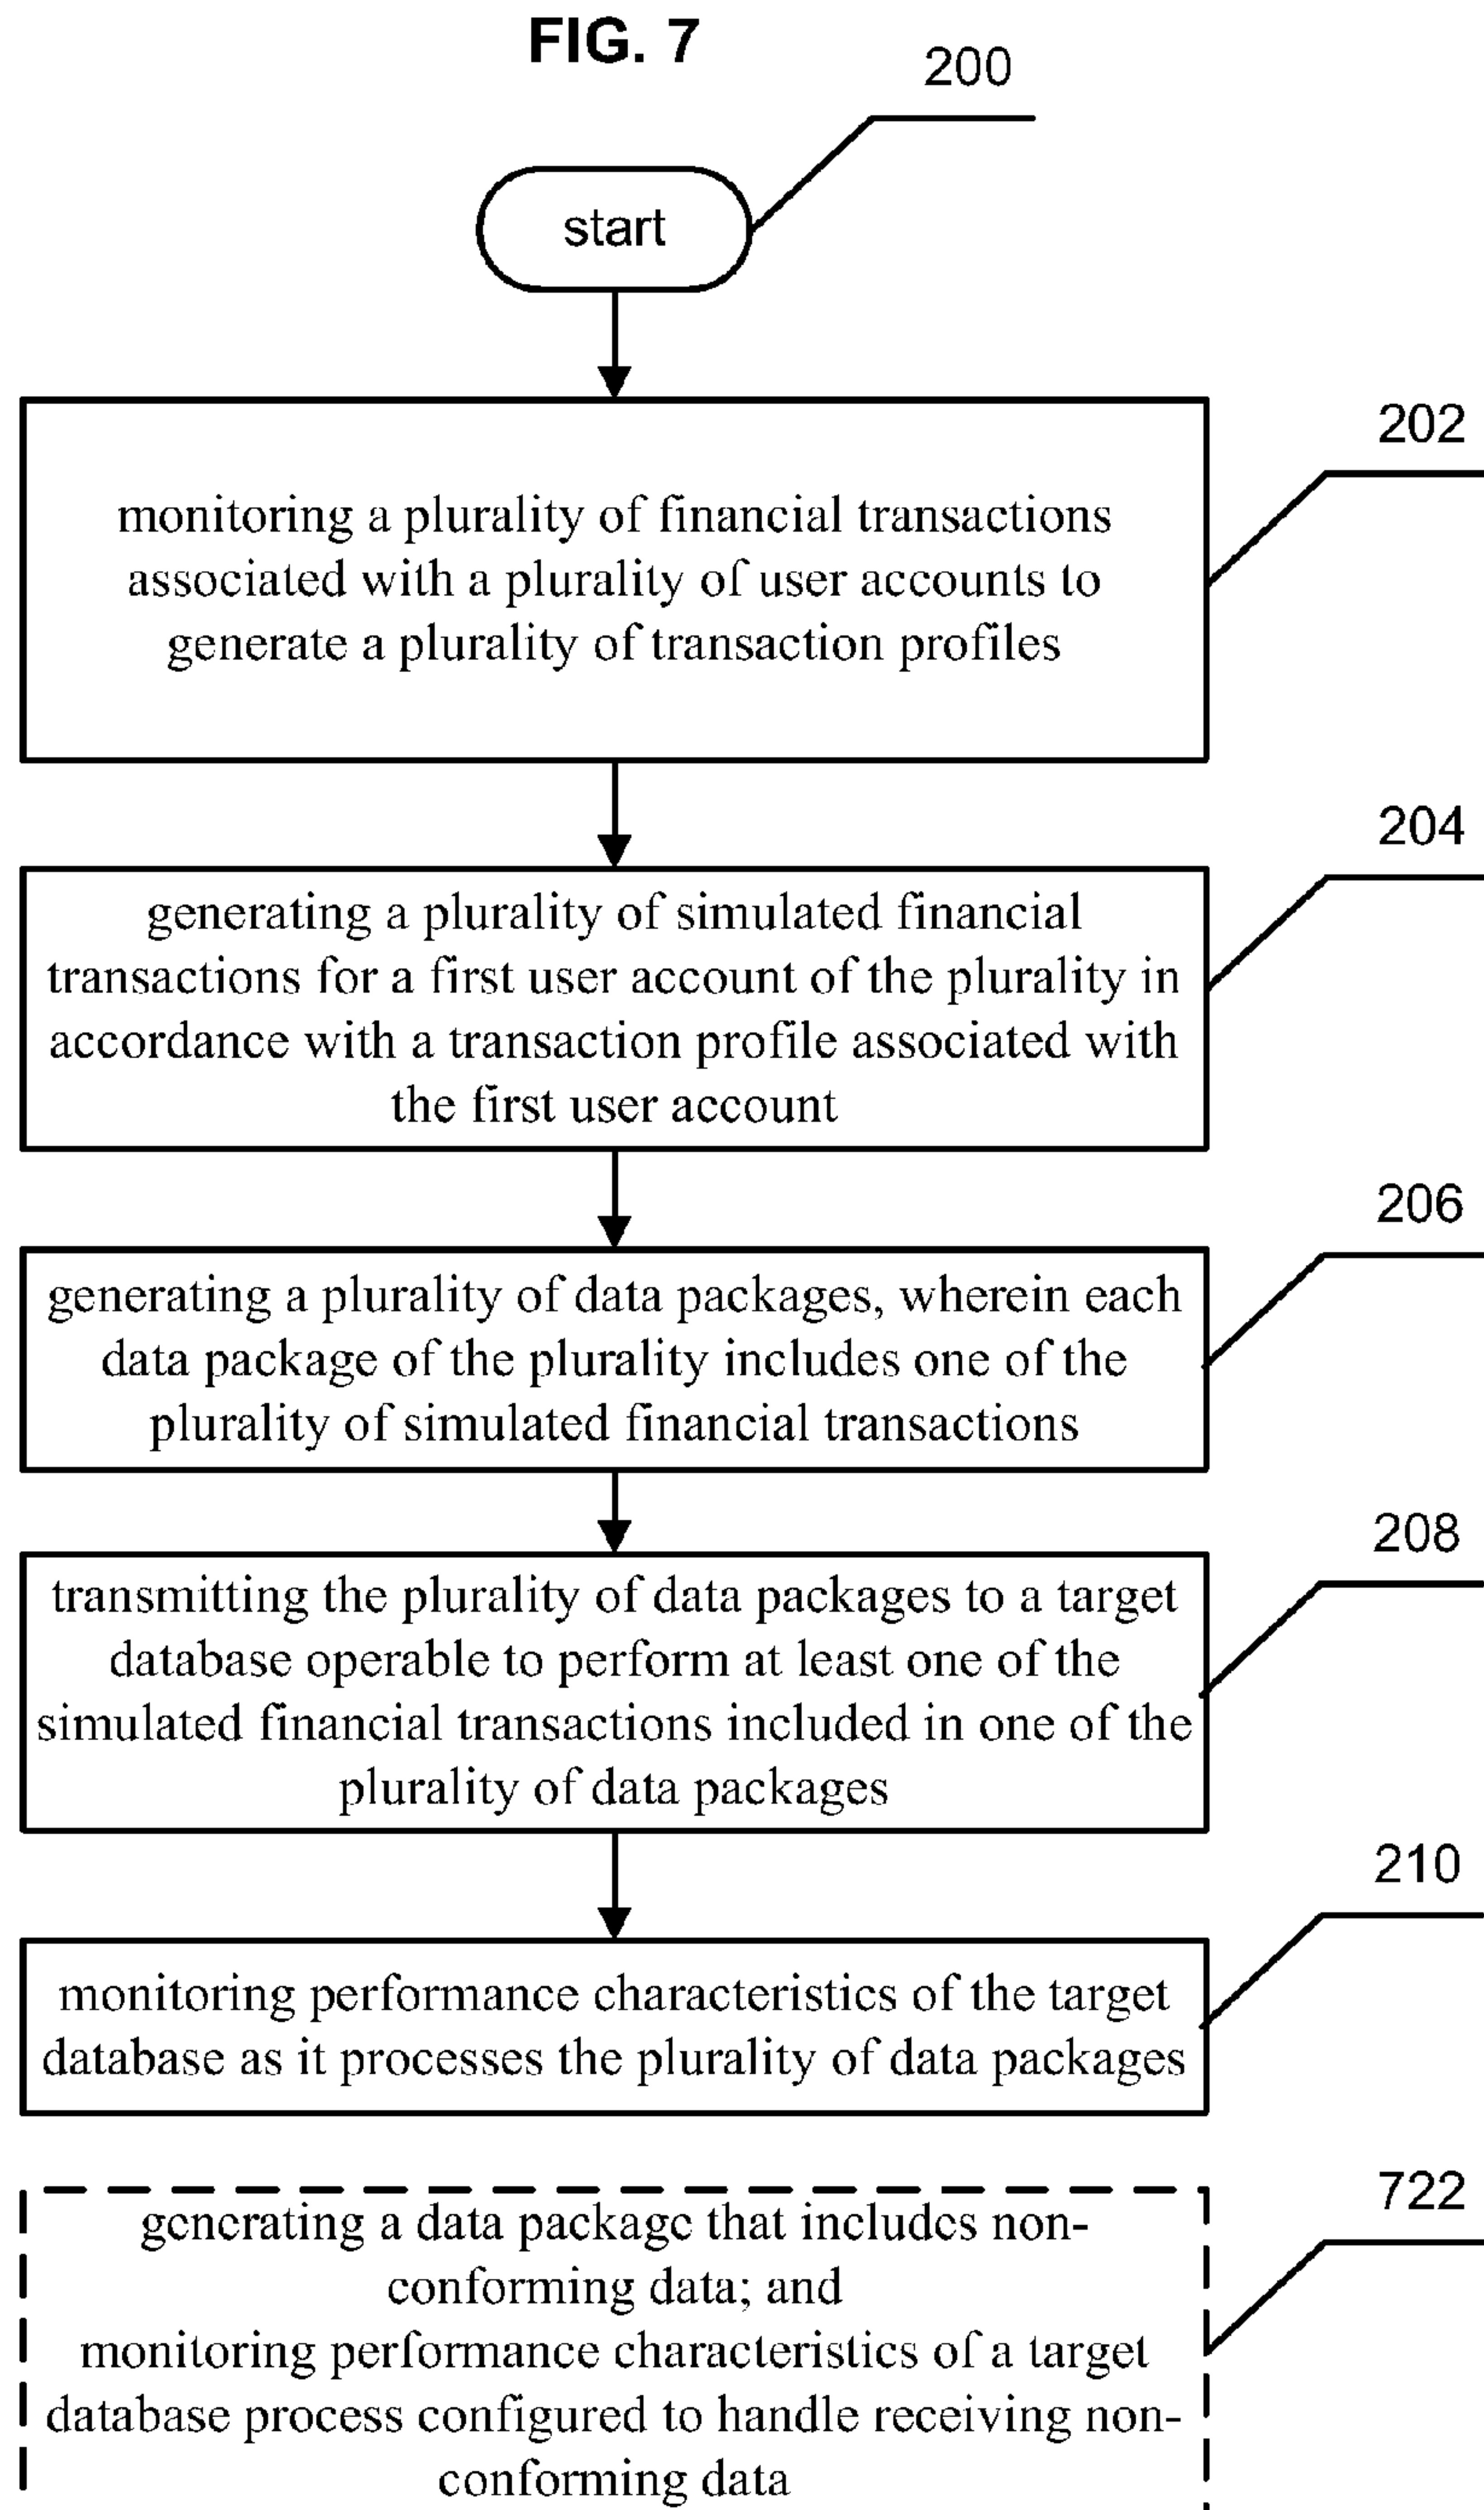 FIG. 7
200
start
202
monitoring a plurality of financial transactions
associated with a plurality of user accounts to
generate a plurality of transaction profiles
204
generating a plurality of simulated financial
transactions for a first user account of the plurality in
accordance with a transaction profile associated with
the first user account
206
generating a plurality of data packages, wherein each
data package of the plurality includes one of the
plurality of simulated financial transactions
208
transmitting the plurality of data packages to a target
database operable to perform at least one of the
simulated financial transactions included in one of the
plurality of data packages
210
monitoring performance characteristics of the target
database as it processes the plurality of data packages
722
generating a data package that includes non-
conforming data; and
monitoring performance characteristics of a target
database process configured to handle receiving non-
conforming data